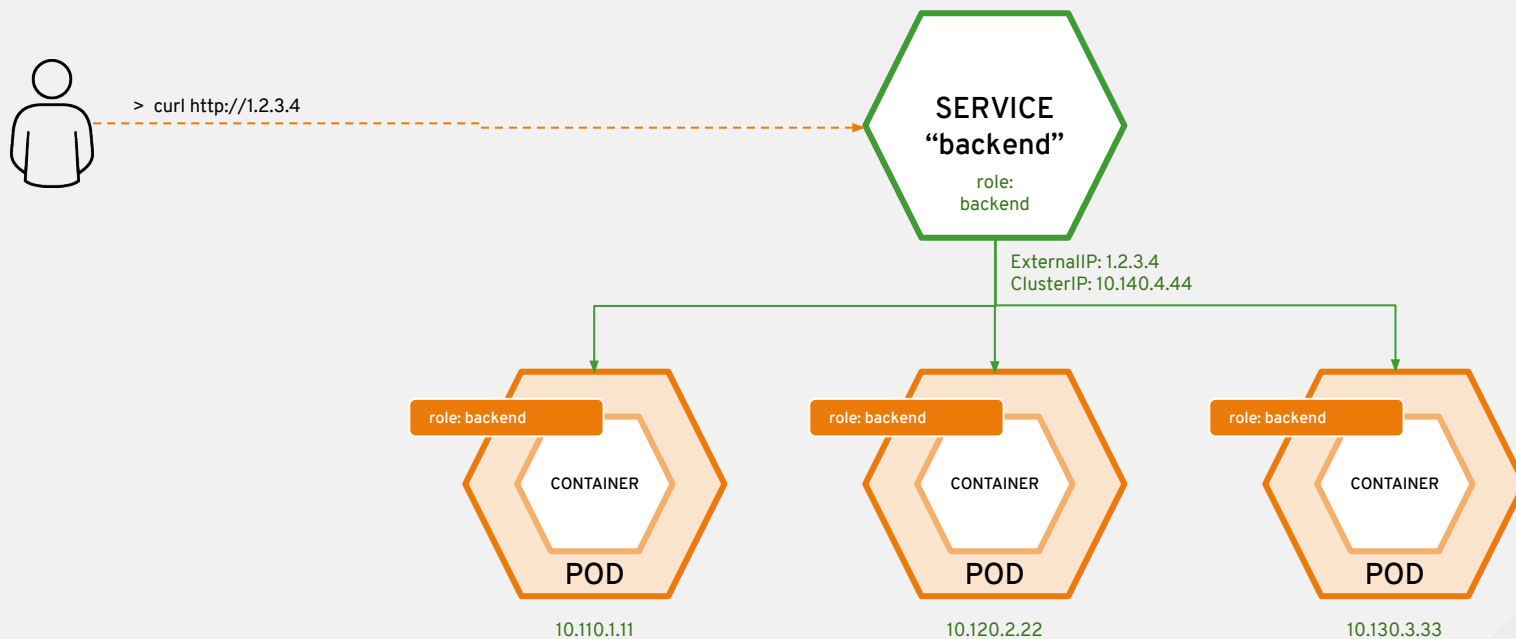 > curl http://1.2.3.4
SERVICE
“backend”
role:
backend
ExternalIP: 1.2.3.4
ClusterIP: 10.140.4.44
role: backend
CONTAINER
POD
10.110.1.11
role: backend
CONTAINER
POD
10.120.2.22
role: backend
CONTAINER
POD
10.130.3.33